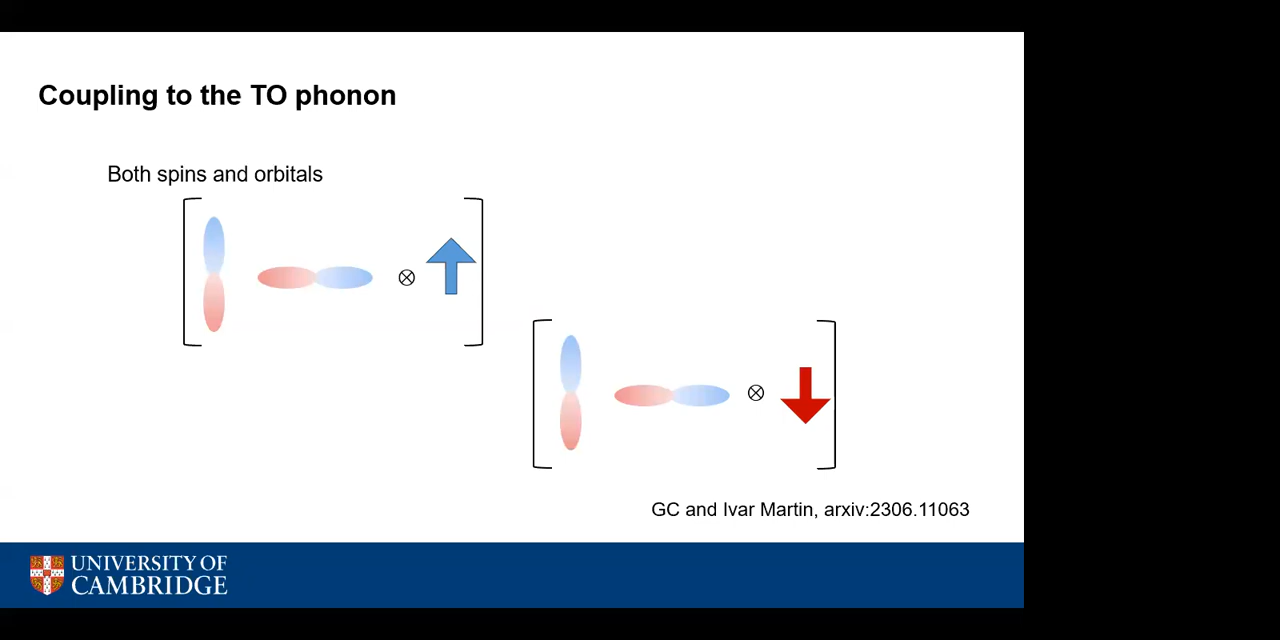 Coupling to the TO phonon
Both spins and orbitals
⊗
⊗
GC and Ivar Martin, arxiv:2306.11063
UNIVERSITY OF
CAMBRIDGE